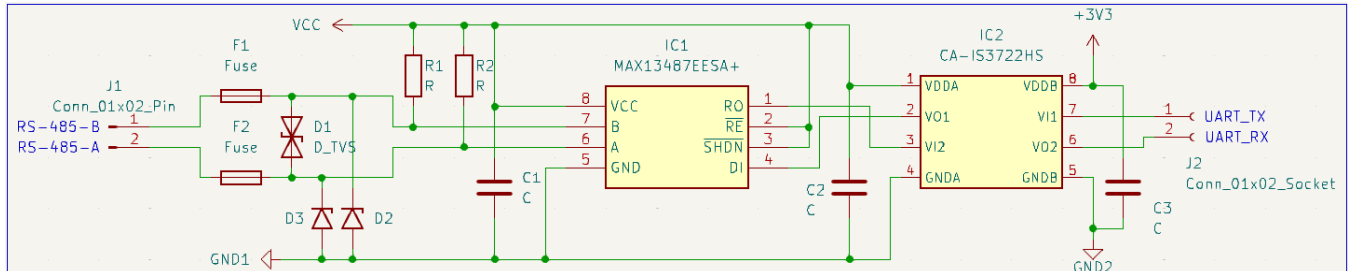 VCC
+3V3
F1
Fuse
R1
R
R2
R
IC1
MAX13487EESA+
IC2
CA-IS3722HS
J1
Conn_01x02_Pin
RS-485-B
1
RS-485-A
2
F2
Fuse
D1
D_TVS
8
VCC
7
B
6
A
5
GND
RO
1
RE
2
SHDN
3
DI
4
1
VDDA
2
VO1
3
VI2
4
GNDA
VDDB
8
VI1
7
VO2
6
GNDB
5
1
UART_TX
2
UART_RX
J2
Conn_01x02_Socket
D3
D2
C1
C
C2
C
C3
C
GND1
GND2